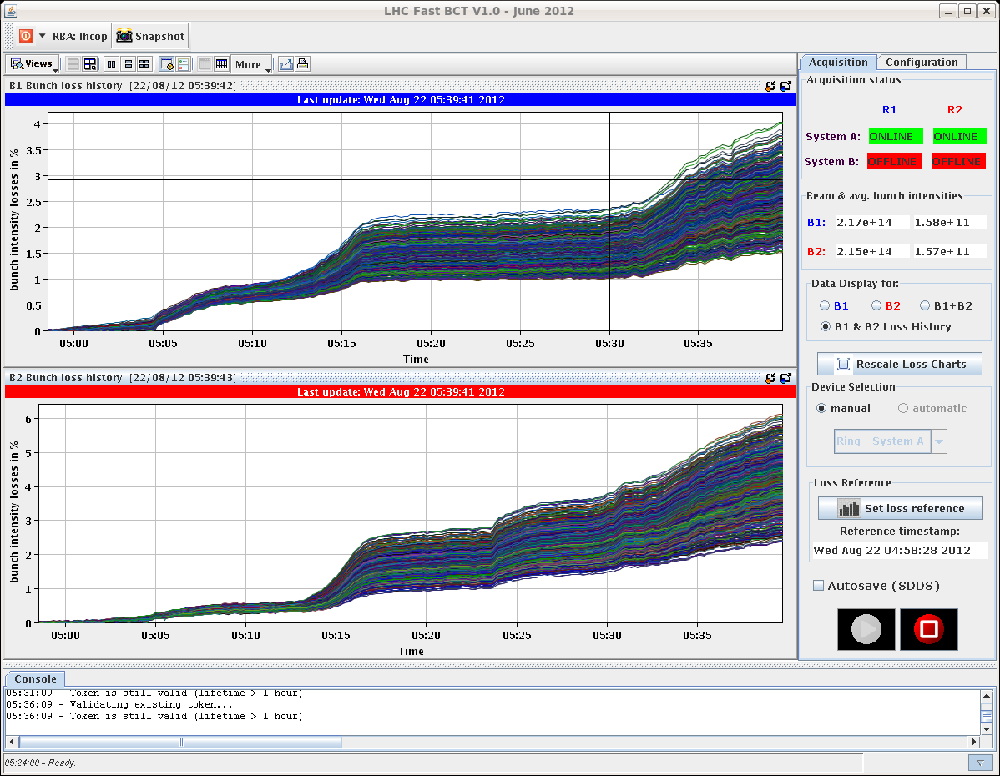 LHC Fast BCT V1.0 - June 2012
RBA: lhcop Snapshot
Views More
B1 Bunch loss history [22/08/12 05:39:42]
Last update: Wed Aug 22 05:39:41 2012
bunch intensity losses in %
4
3.5
3
2.5
2
1.5
1
0.5
0
05:00 05:05 05:10 05:15 05:20 05:25 05:30 05:35
Time
B2 Bunch loss history [22/08/12 05:39:43]
Last update: Wed Aug 22 05:39:41 2012
bunch intensity losses in %
6
5
4
3
2
1
0
05:00 05:05 05:10 05:15 05:20 05:25 05:30 05:35
Time
Acquisition Configuration
Acquisition status
R1 R2
System A: ONLINE ONLINE
System B: OFFLINE OFFLINE
Beam & avg. bunch intensities
B1: 2.17e+14 1.58e+11
B2: 2.15e+14 1.57e+11
Data Display for:
B1 B2 B1+B2
B1 & B2 Loss History
Rescale Loss Charts
Device Selection
manual automatic
Ring - System A
Loss Reference
Set loss reference
Reference timestamp:
Wed Aug 22 04:58:28 2012
Autosave (SDDS)
Console
05:31:09 - Token is still valid (lifetime > 1 hour)
05:36:09 - Validating existing token...
05:36:09 - Token is still valid (lifetime > 1 hour)
05:24:00 - Ready.